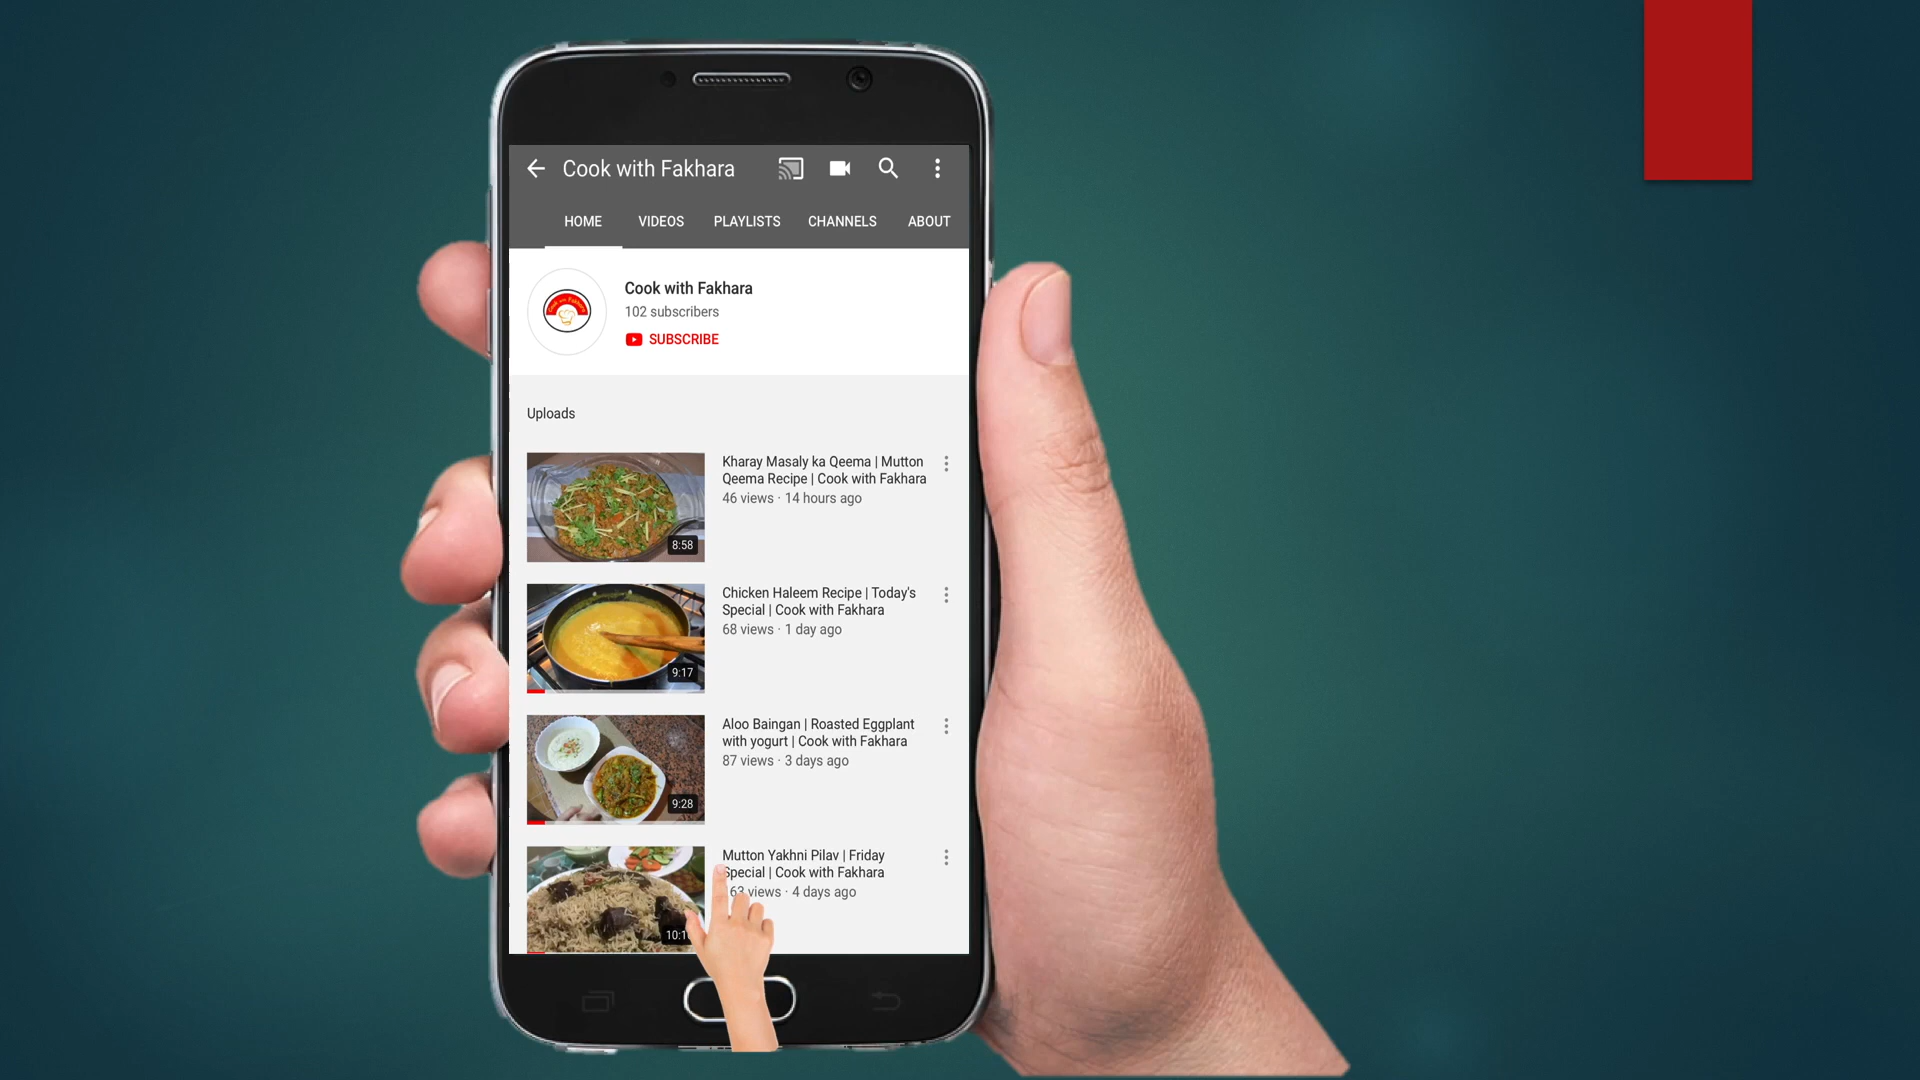 Cook with Fakhara
HOME VIDEOS PLAYLISTS CHANNELS ABOUT
Cook with Fakhara
102 subscribers
SUBSCRIBE
Uploads
Kharay Masaly ka Qeema | Mutton
Qeema Recipe | Cook with Fakhara
46 views · 14 hours ago
8:58
Chicken Haleem Recipe | Today's
Special | Cook with Fakhara
68 views · 1 day ago
9:17
Aloo Baingan | Roasted Eggplant
with yogurt | Cook with Fakhara
87 views · 3 days ago
9:28
Mutton Yakhni Pilav | Friday
Special | Cook with Fakhara
views · 4 days ago